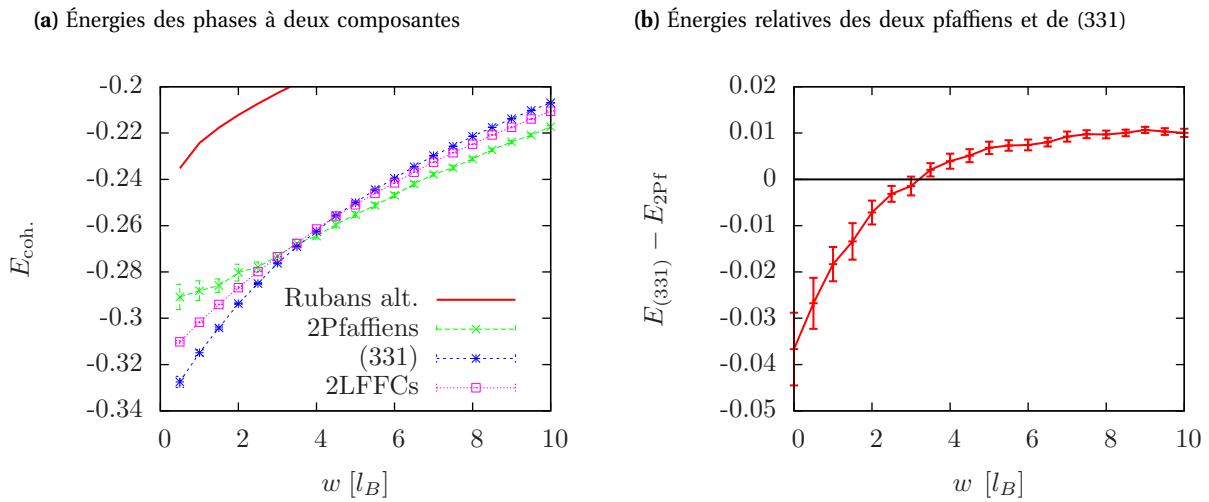 (a) Énergies des phases à deux composantes
-0.2
-0.22
-0.24
-0.26
-0.28
-0.3
-0.32
-0.34
E_coh.
Rubans alt.
2Pfaffiens
(331)
2LFFCs
0 2 4 6 8 10
w [l_B]
(b) Énergies relatives des deux pfaffiens et de (331)
0.02
0.01
0
-0.01
-0.02
-0.03
-0.04
-0.05
E_(331) − E_2Pf
0 2 4 6 8 10
w [l_B]